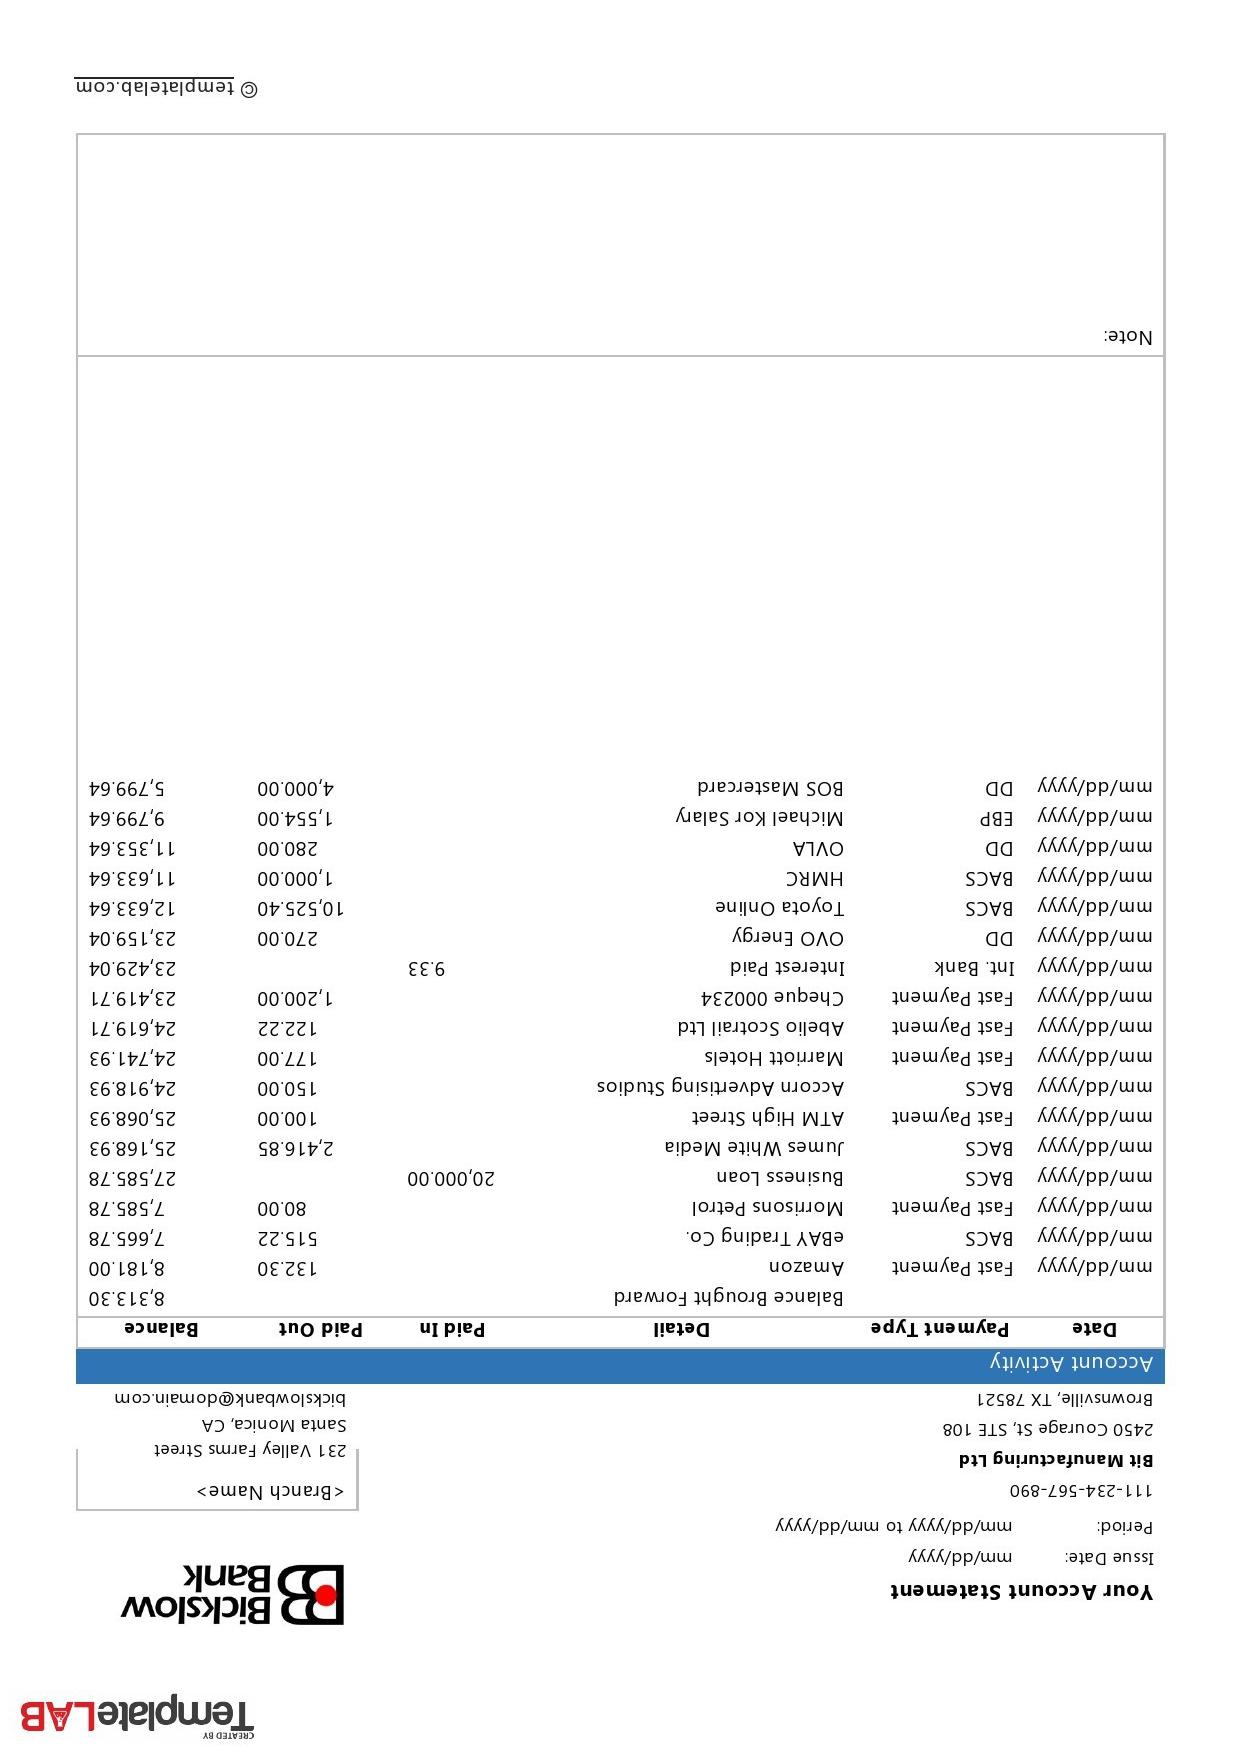 CREATED BY
TemplateLAB
Your Account Statement
Issue Date: mm/dd/yyyy
Period: mm/dd/yyyy to mm/dd/yyyy
Bickslow
Bank
111-234-567-890
<Branch Name>
Bit Manufacturing Ltd
231 Valley Farms Street
2450 Courage St, STE 108
Santa Monica, CA
Brownsville, TX 78521
bickslowbank@domain.com
Account Activity
Date Payment Type Detail Paid In Paid Out Balance
Balance Brought Forward 8,313.30
mm/dd/yyyy Fast Payment Amazon 132.30 8,181.00
mm/dd/yyyy BACS eBAY Trading Co. 515.22 7,665.78
mm/dd/yyyy Fast Payment Morrisons Petrol 80.00 7,585.78
mm/dd/yyyy BACS Business Loan 20,000.00 27,585.78
mm/dd/yyyy BACS Jumes White Media 2,416.85 25,168.93
mm/dd/yyyy Fast Payment ATM High Street 100.00 25,068.93
mm/dd/yyyy BACS Accorn Advertising Studios 150.00 24,918.93
mm/dd/yyyy Fast Payment Marriott Hotels 177.00 24,741.93
mm/dd/yyyy Fast Payment Abelio Scotrail Ltd 122.22 24,619.71
mm/dd/yyyy Fast Payment Cheque 000234 1,200.00 23,419.71
mm/dd/yyyy Int. Bank Interest Paid 9.33 23,429.04
mm/dd/yyyy DD OVO Energy 270.00 23,159.04
mm/dd/yyyy BACS Toyota Online 10,525.40 12,633.64
mm/dd/yyyy BACS HMRC 1,000.00 11,633.64
mm/dd/yyyy DD OVLA 280.00 11,353.64
mm/dd/yyyy EBP Michael Kor Salary 1,554.00 9,799.64
mm/dd/yyyy DD BOS Mastercard 4,000.00 5,799.64
Note:
© templatelab.com